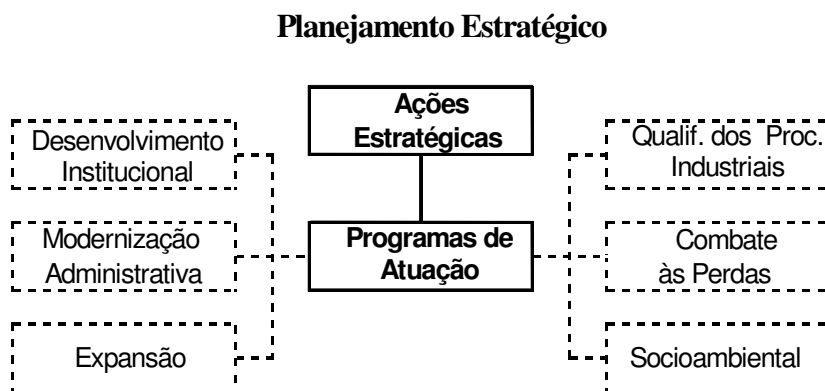 Planejamento Estratégico
Ações
Estratégicas
Desenvolvimento
Institucional
Qualif. dos Proc.
Industriais
Modernização
Administrativa
Programas de
Atuação
Combate
às Perdas
Expansão
Socioambiental